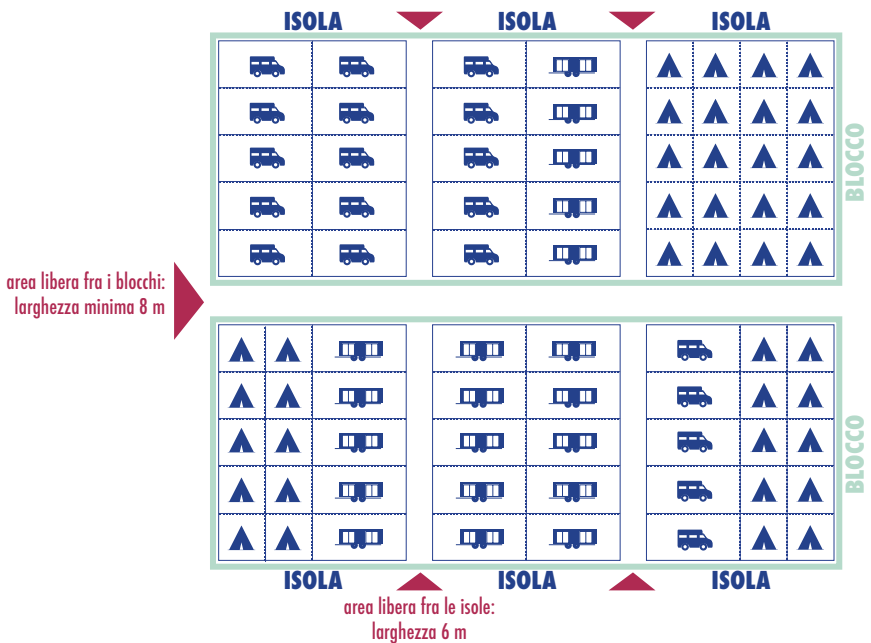 ISOLA
ISOLA
ISOLA
BLOCCO
area libera fra i blocchi:
larghezza minima 8 m
BLOCCO
ISOLA
ISOLA
ISOLA
area libera fra le isole:
larghezza 6 m